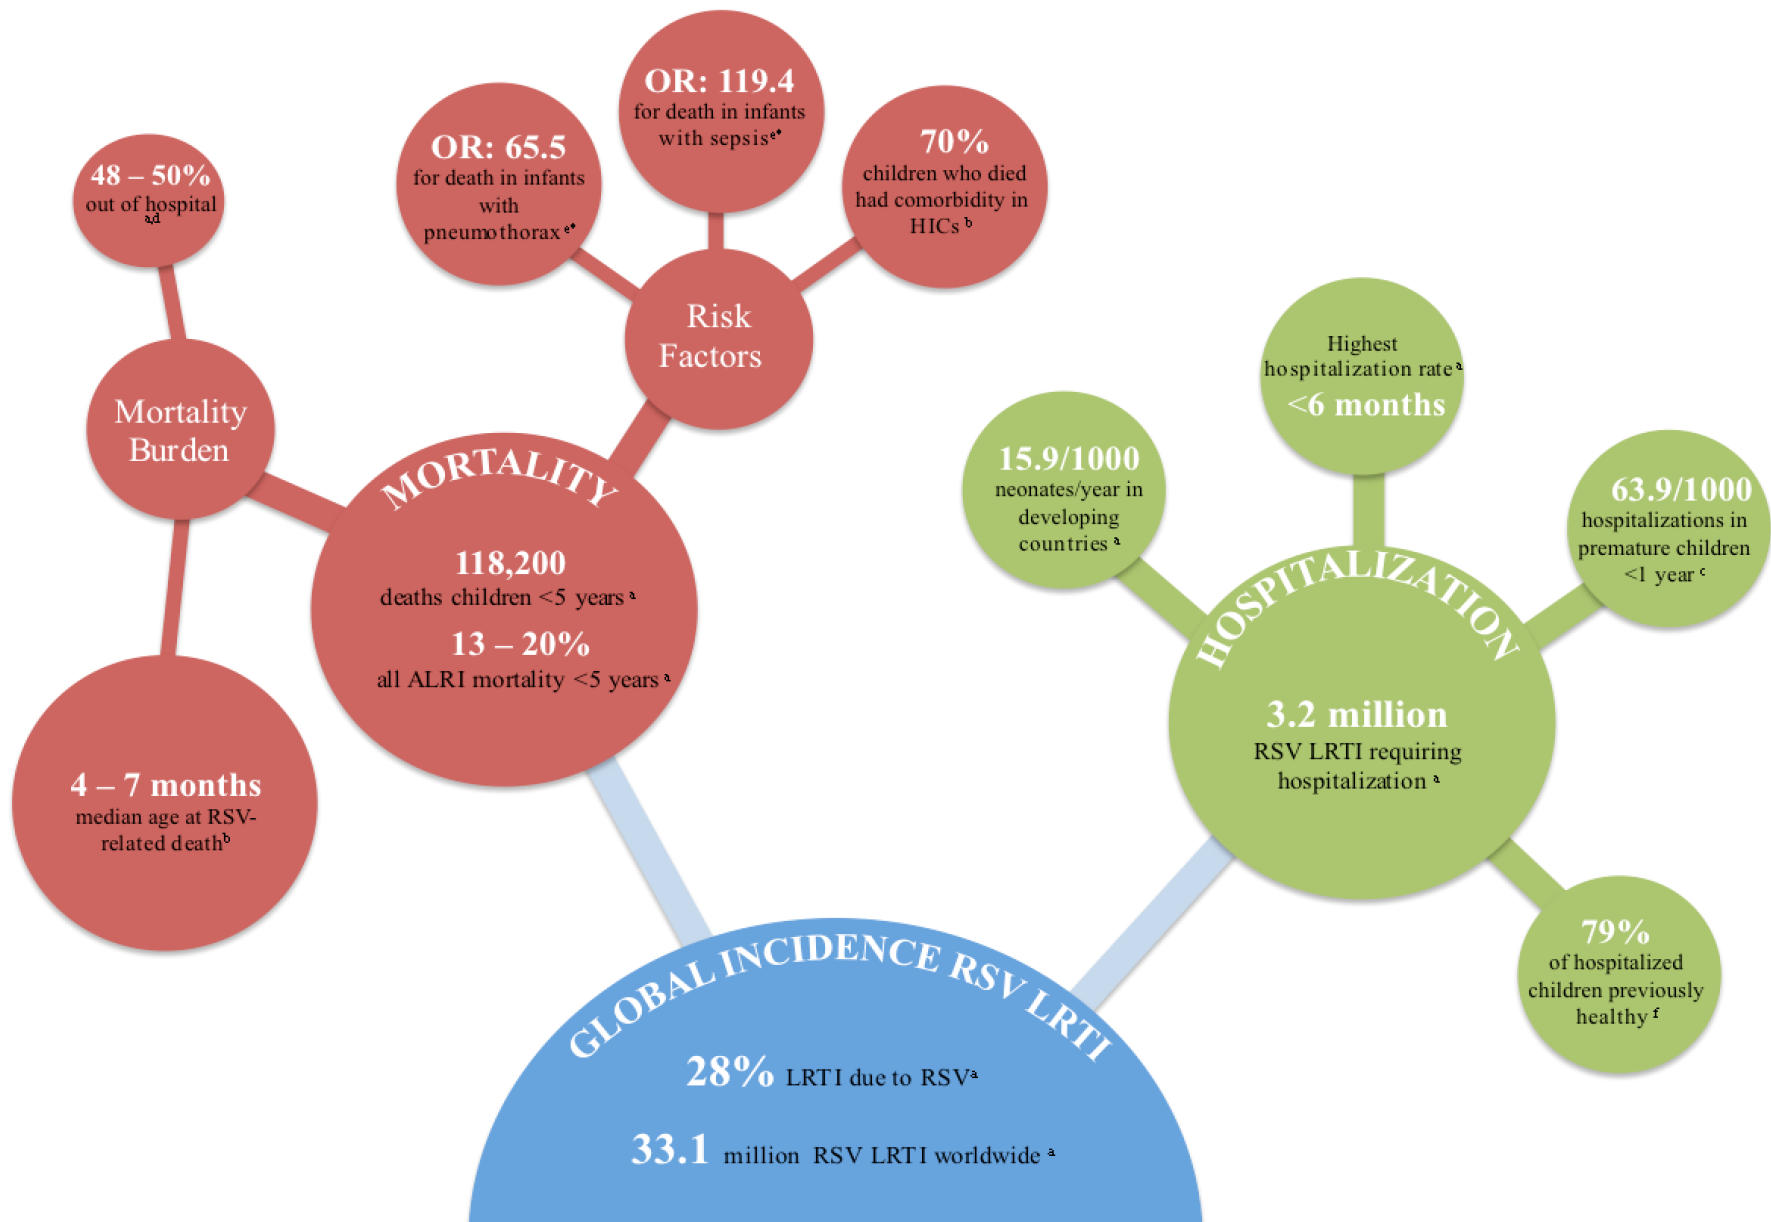 OR: 119.4
for death in infants
with sepsis e*
OR: 65.5
for death in infants
with
pneumothorax e*
70%
children who died
had comorbidity in
HICs b
48 – 50%
out of hospital
a,d
Risk
Factors
Mortality
Burden
MORTALITY
118,200
deaths children <5 years a
13 – 20%
all ALRI mortality <5 years a
4 – 7 months
median age at RSV-
related death b
Highest
hospitalization rate a
<6 months
15.9/1000
neonates/year in
developing
countries a
63.9/1000
hospitalizations in
premature children
<1 year c
HOSPITALIZATION
3.2 million
RSV LRTI requiring
hospitalization a
79%
of hospitalized
children previously
healthy f
GLOBAL INCIDENCE RSV LRTI
28% LRTI due to RSV a
33.1 million RSV LRTI worldwide a